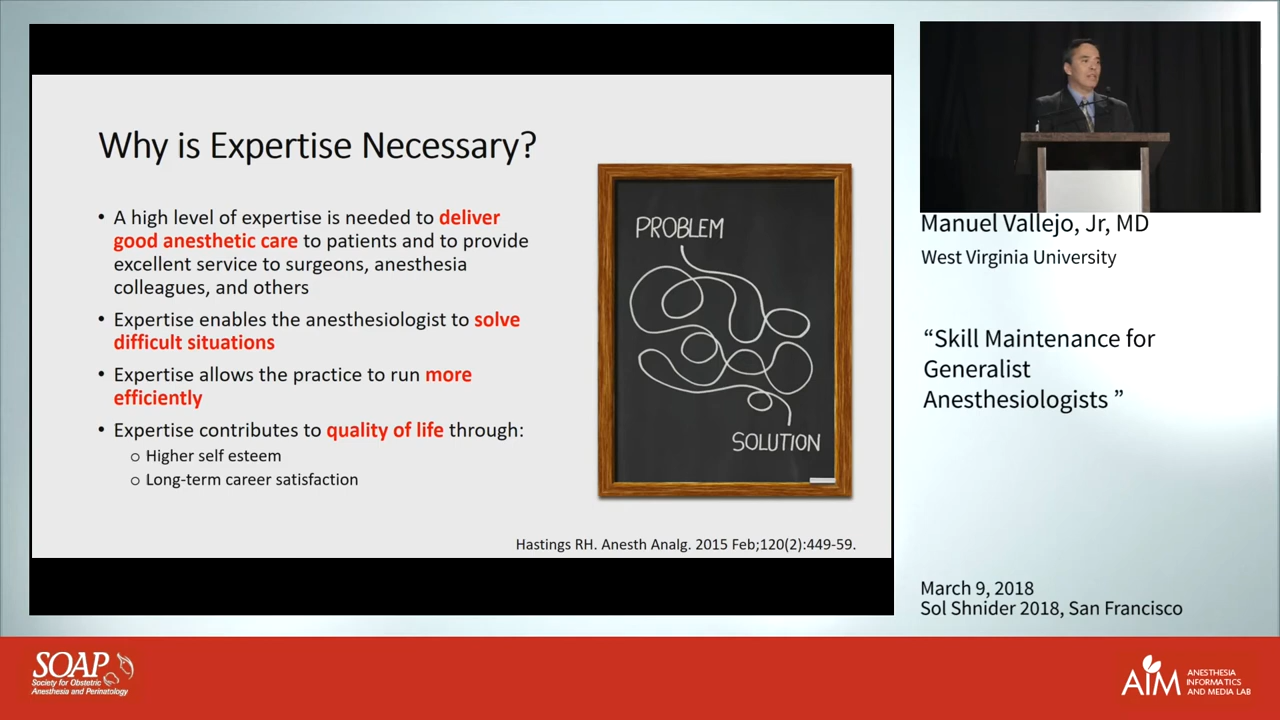 Why is Expertise Necessary?
• A high level of expertise is needed to deliver
good anesthetic care to patients and to provide
excellent service to surgeons, anesthesia
colleagues, and others
• Expertise enables the anesthesiologist to solve
difficult situations
• Expertise allows the practice to run more
efficiently
• Expertise contributes to quality of life through:
o Higher self esteem
o Long-term career satisfaction
PROBLEM
SOLUTION
Hastings RH. Anesth Analg. 2015 Feb;120(2):449-59.
Manuel Vallejo, Jr, MD
West Virginia University
“Skill Maintenance for
Generalist
Anesthesiologists ”
March 9, 2018
Sol Shnider 2018, San Francisco
SOAP
Society for Obstetric
Anesthesia and Perinatology
AIM
ANESTHESIA
INFORMATICS
AND MEDIA LAB